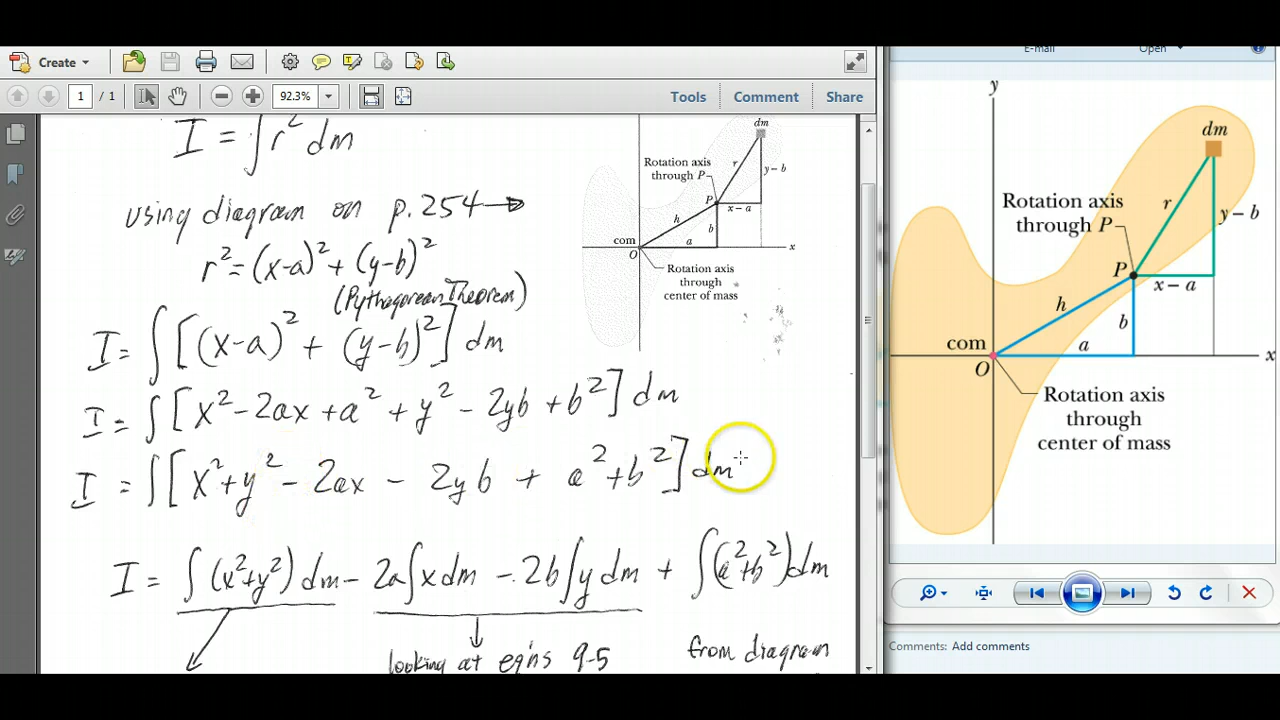 Create
1 / 1
92.3%
Tools
Comment
Share
I = ∫ r² dm
using diagram on p.254 →
r² = (x-a)² + (y-b)²
(Pythagorean Theorem)
I = ∫ [(x-a)² + (y-b)²] dm
I = ∫ [x² - 2ax + a² + y² - 2yb + b²] dm
I = ∫ [x² + y² - 2ax - 2yb + a² + b²] dm
I = ∫ (x²+y²) dm - 2a ∫ x dm - 2b ∫ y dm + ∫ (a²+b²) dm
looking at eqn's 9-5
from diagram
dm
Rotation axis
through P
r
y – b
P
x – a
h
b
com
a
x
O
Rotation axis
through
center of mass
E-mail
Open
y
dm
Rotation axis
through P
r
y – b
P
x – a
h
b
com
a
x
O
Rotation axis
through
center of mass
Comments: Add comments